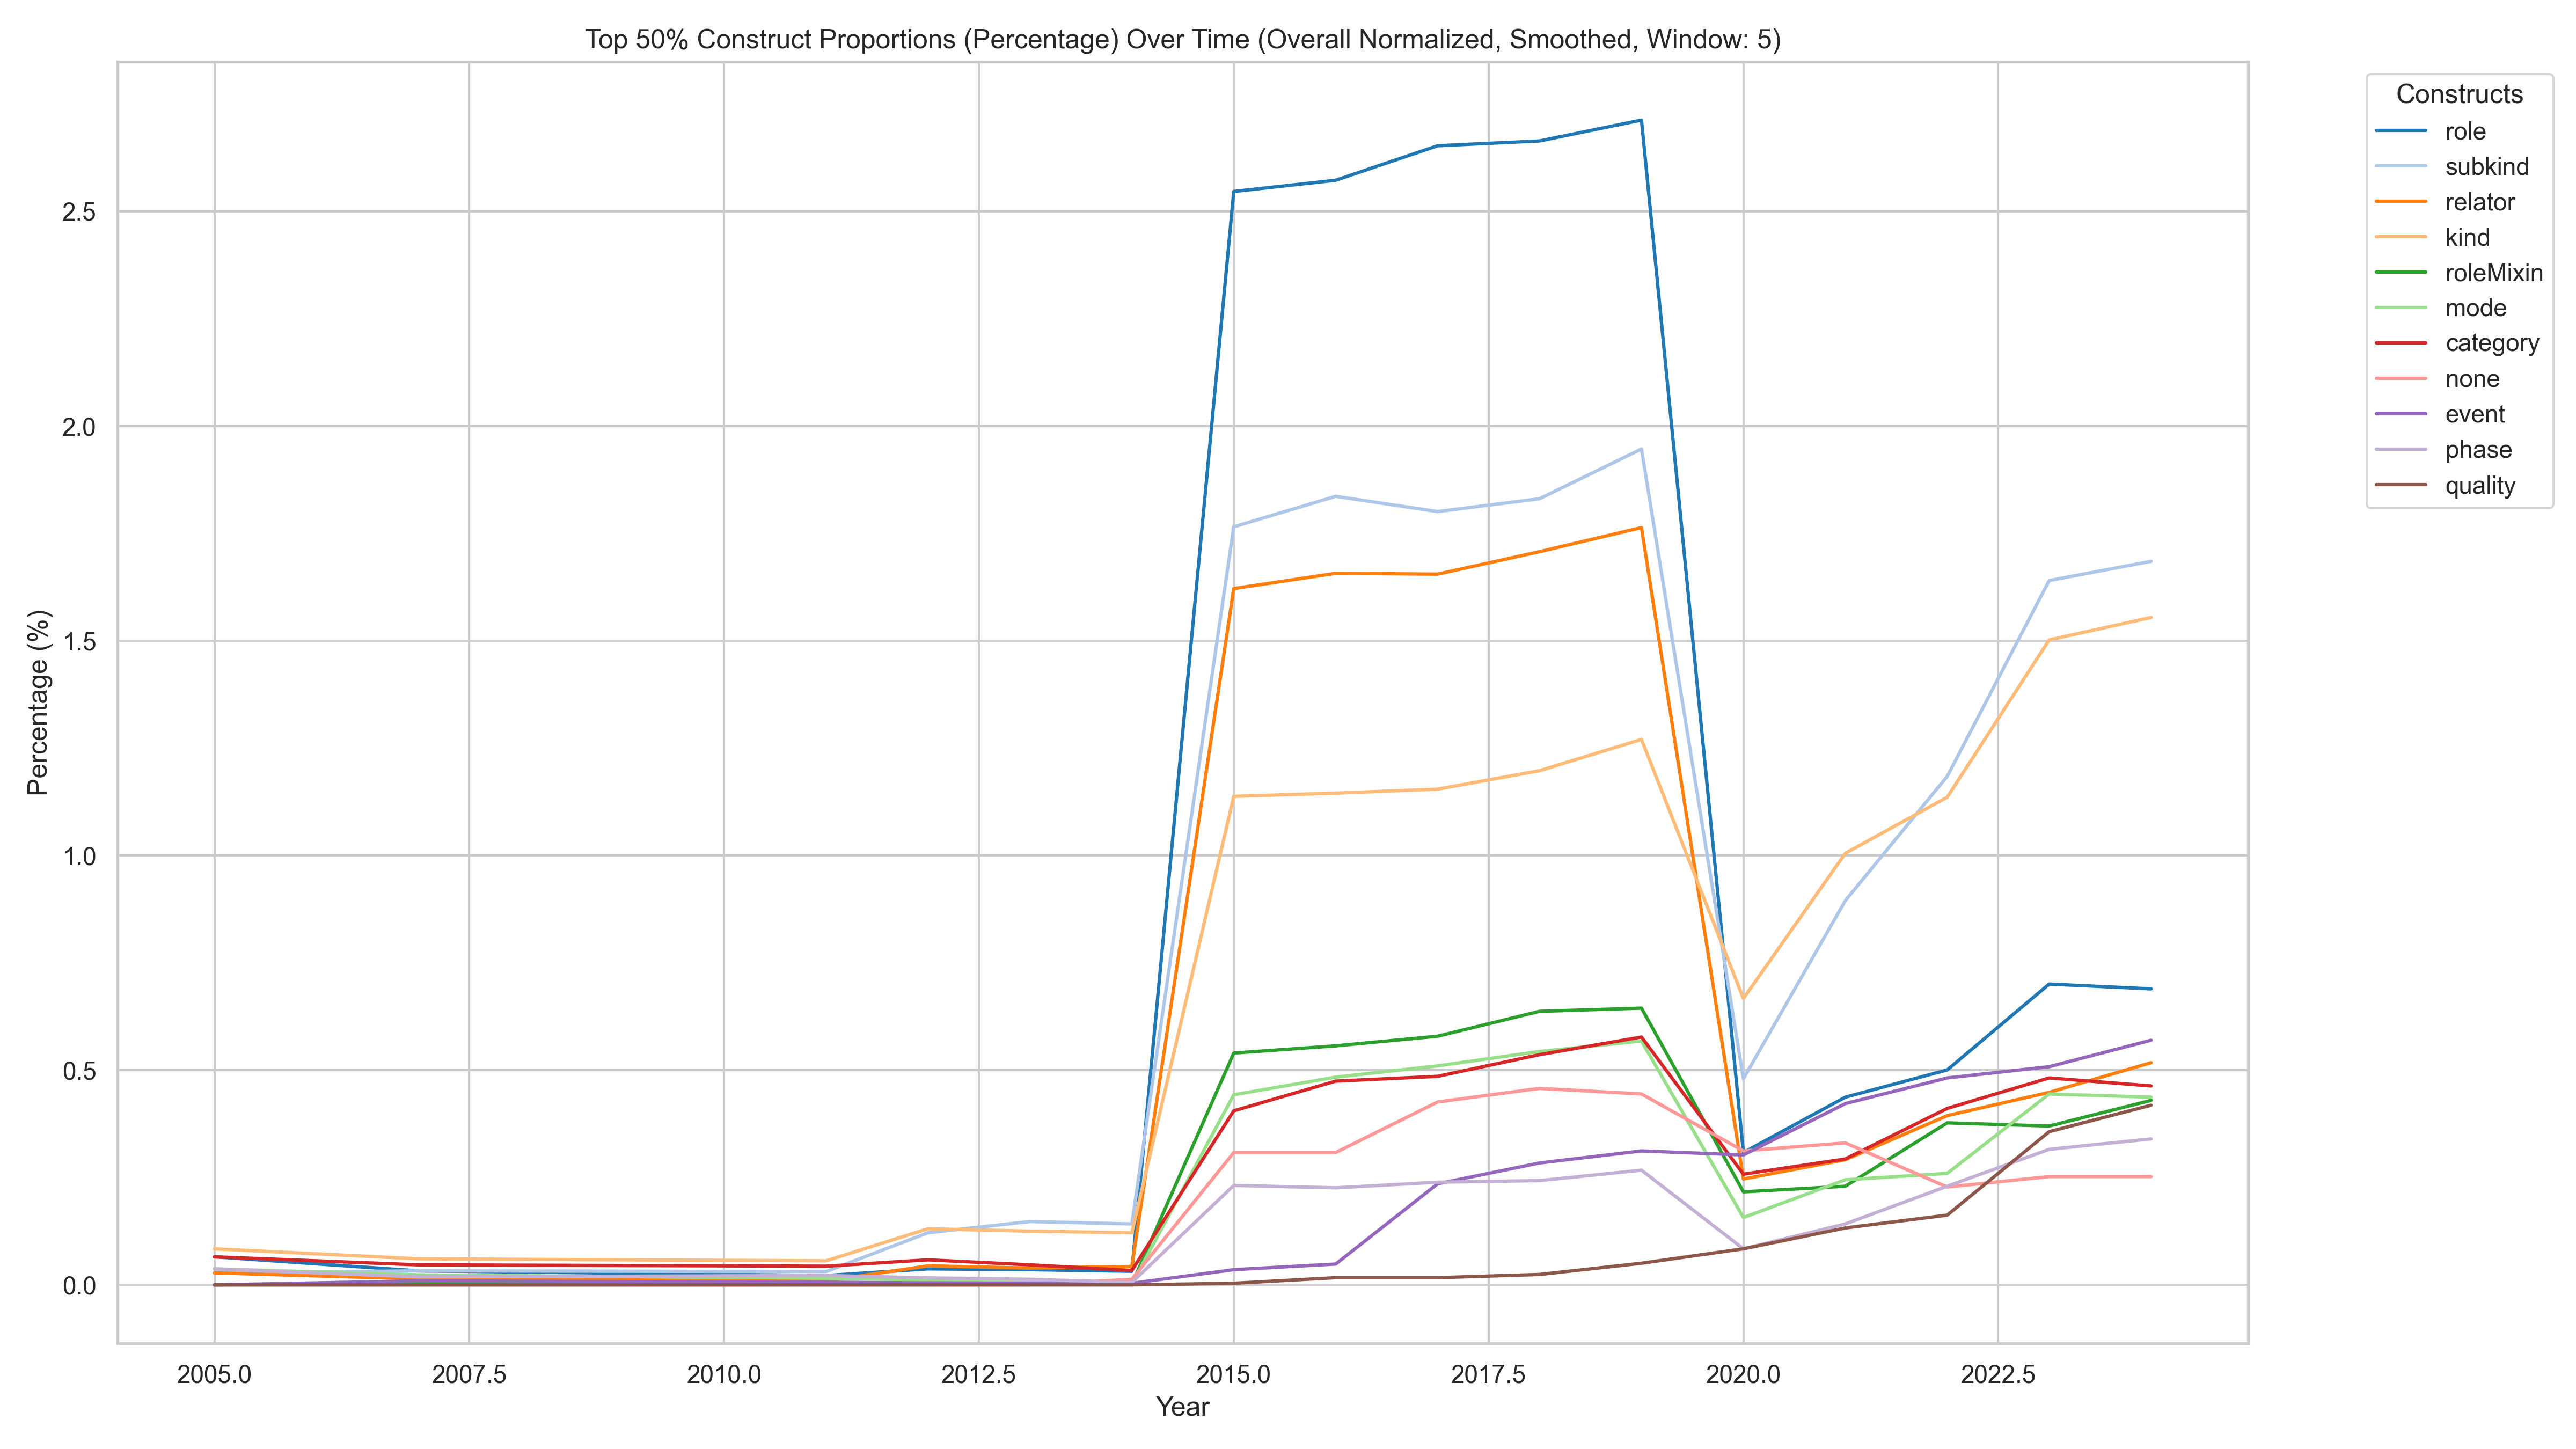 Top 50% Construct Proportions (Percentage) Over Time (Overall Normalized, Smoothed, Window: 5)
Percentage (%)
2.5
2.0
1.5
1.0
0.5
0.0
2005.0
2007.5
2010.0
2012.5
2015.0
2017.5
2020.0
2022.5
Year
Constructs
role
subkind
relator
kind
roleMixin
mode
category
none
event
phase
quality